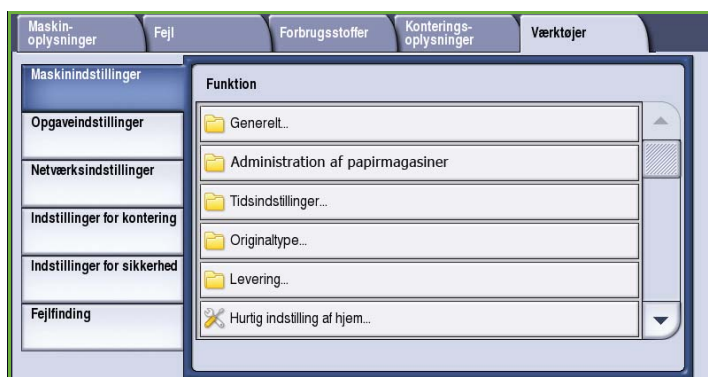 Maskin-
oplysninger
Fejl
Forbrugsstoffer
Konterings-
oplysninger
Værktøjer
Maskinindstillinger
Opgaveindstillinger
Netværksindstillinger
Indstillinger for kontering
Indstillinger for sikkerhed
Fejlfinding
Funktion
Generelt...
Administration af papirmagasiner
Tidsindstillinger...
Originaltype...
Levering...
Hurtig indstilling af hjem...